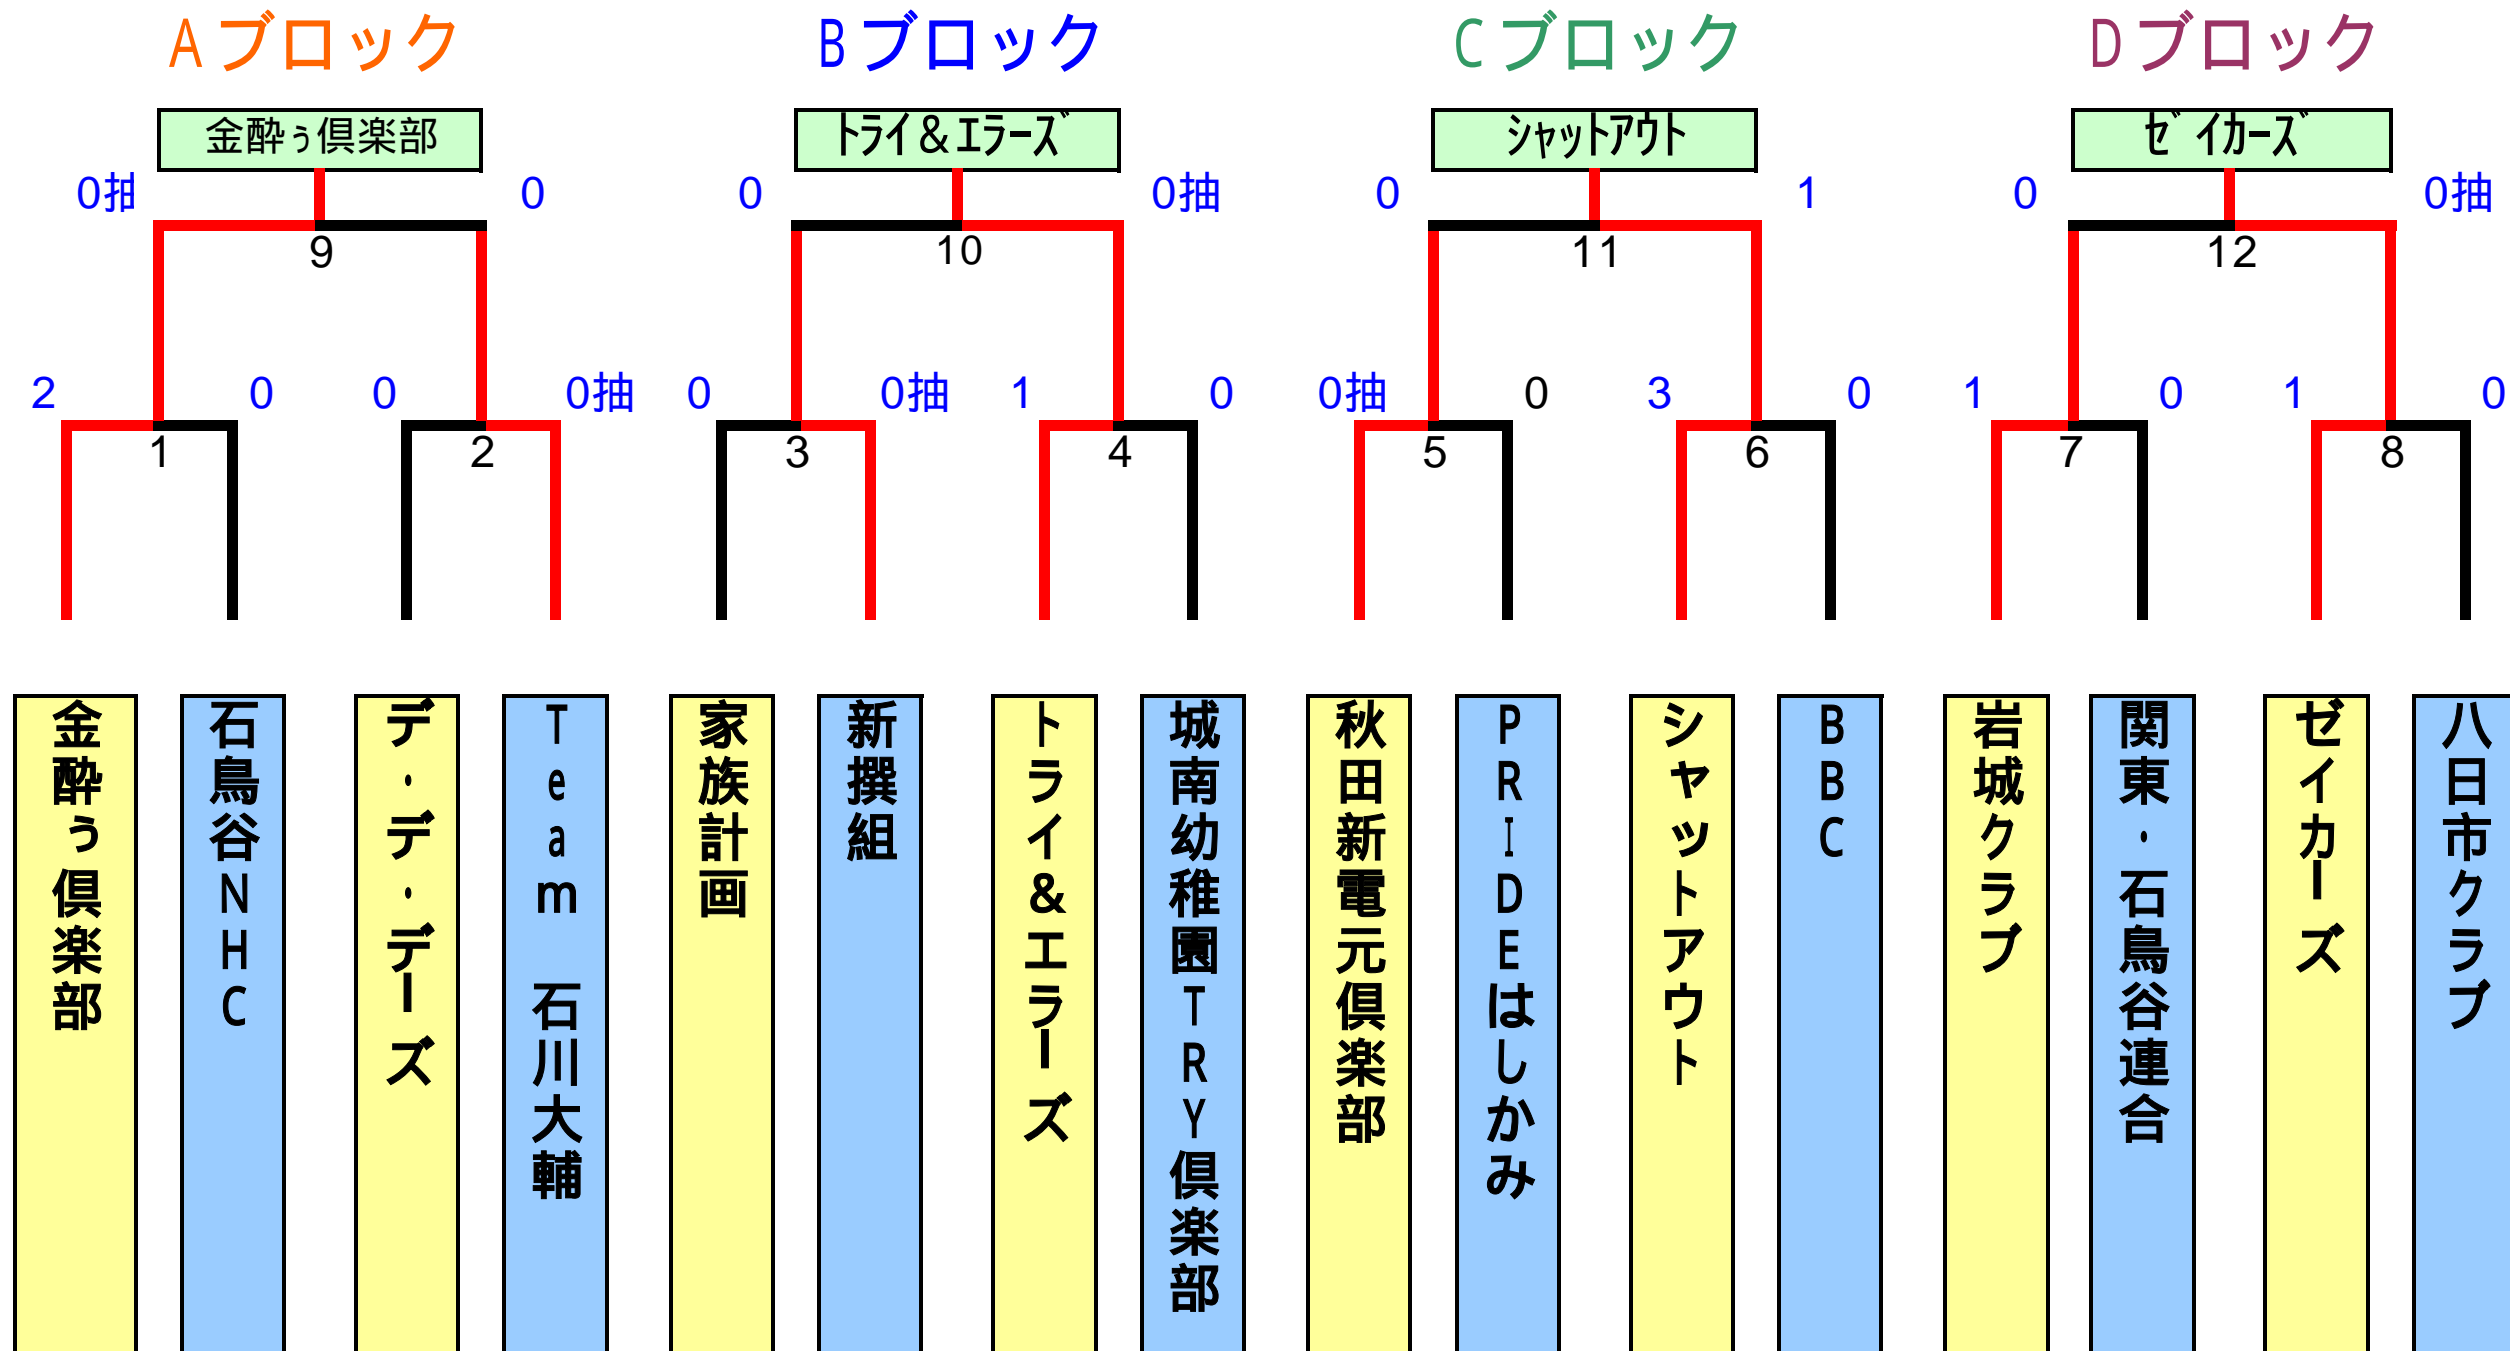 Aブロック
Bブロック
Cブロック
Dブロック
金酔ぅ倶楽部
ﾄﾗｲ&ｴﾗｰｽﾞ
ｼｬｯﾄｱｳﾄ
ｾﾞｲｶｰｽﾞ
0抽
0
0
0抽
0
1
0
0抽
9
10
11
12
2
0
0
0抽
0
0抽
1
0
0抽
0
3
0
1
0
1
0
1
2
3
4
5
6
7
8
金酔ぅ倶楽部
石鳥谷NHC
デ・デ・デーズ
Team 石川大輔
家族計画
新撰組
トライ&エラーズ
城南幼稚園TRY倶楽部
秋田新電元倶楽部
PRIDEはしかみ
シャットアウト
BBC
岩城クラブ
関東・石鳥谷連合
ゼイカーズ
八日市クラブ